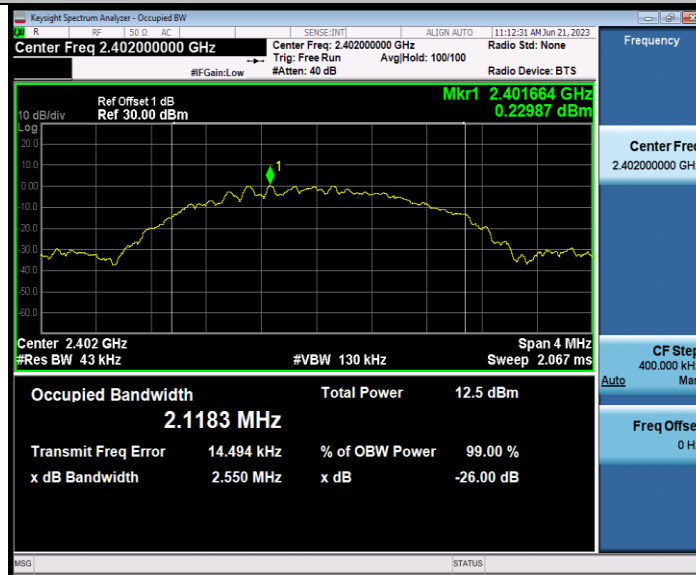 Keysight Spectrum Analyzer - Occupied BW
R RF 50 Ω AC SENSE:INT ALIGN AUTO 11:12:31 AM Jun 21, 2023
Center Freq 2.402000000 GHz
Center Freq: 2.402000000 GHz
Radio Std: None
Trig: Free Run Avg|Hold: 100/100
#IFGain:Low
#Atten: 40 dB
Radio Device: BTS
Frequency
Ref Offset 1 dB
Mkr1 2.401664 GHz
10 dB/div
Ref 30.00 dBm
0.22987 dBm
Log
20.0
10.0
0.00
-10.0
-20.0
-30.0
-40.0
-50.0
-60.0
1
Center 2.402 GHz Span 4 MHz
#Res BW 43 kHz #VBW 130 kHz Sweep 2.067 ms
Occupied Bandwidth
Total Power 12.5 dBm
2.1183 MHz
Transmit Freq Error 14.494 kHz % of OBW Power 99.00 %
x dB Bandwidth 2.550 MHz x dB -26.00 dB
Center Fre
2.402000000 GH
CF Ste
400.000 kH
Auto Ma
Freq Offse
0 H
MSG STATUS